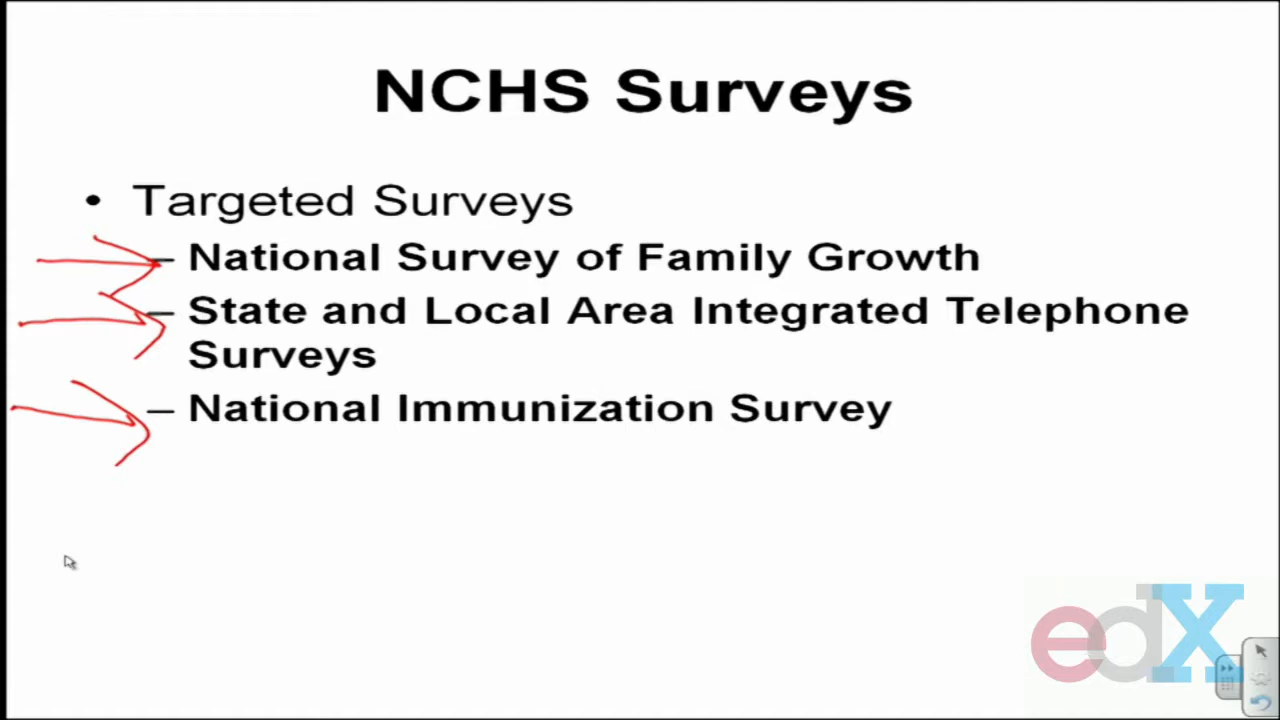 NCHS Surveys
• Targeted Surveys
– National Survey of Family Growth
– State and Local Area Integrated Telephone
Surveys
– National Immunization Survey
edX